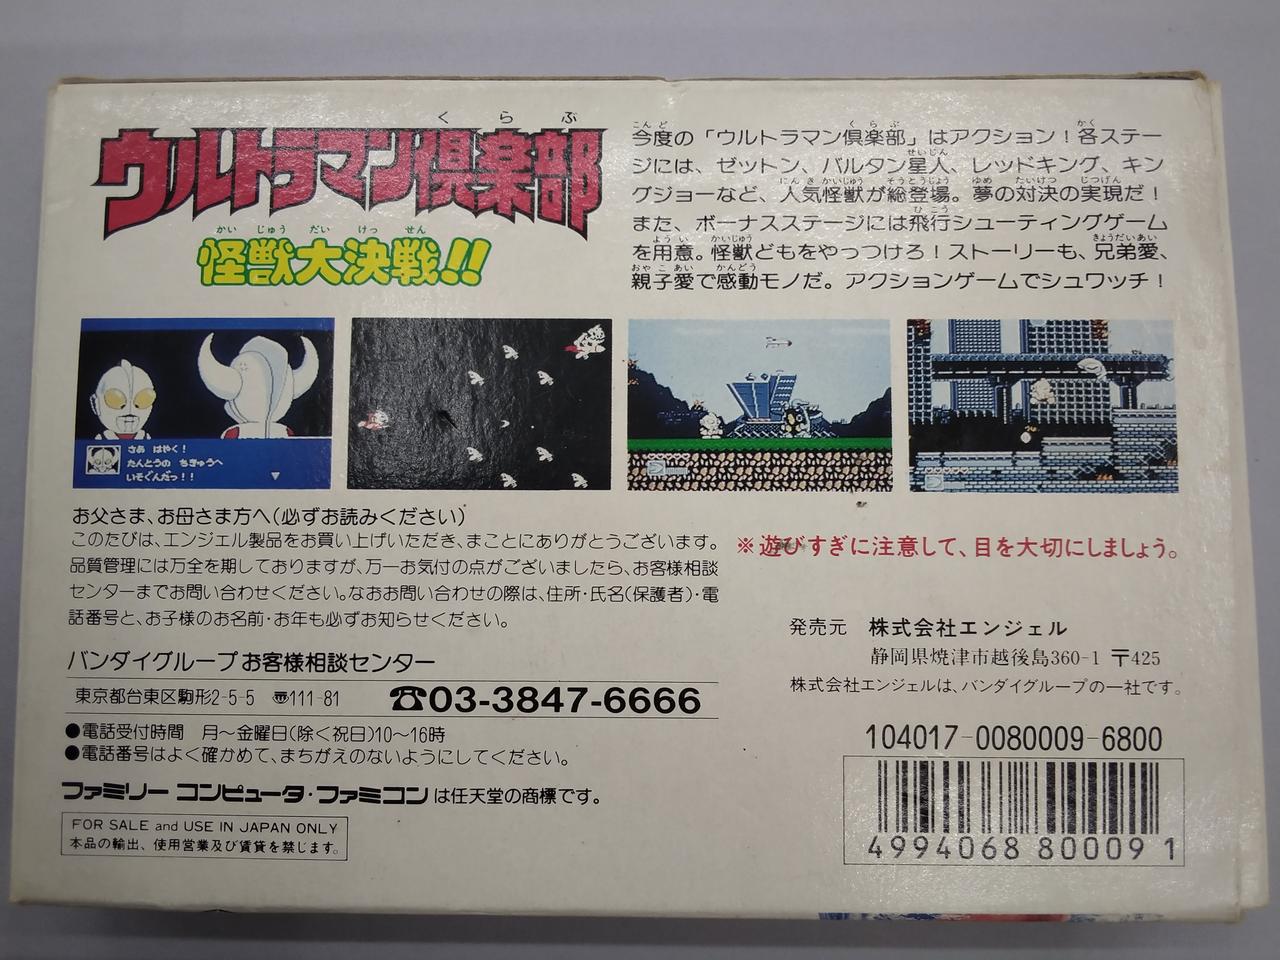 くらぶ
ウルトラマン倶楽部
かいじゅうだいけっせん
怪獣大決戦!!
今度の「ウルトラマン倶楽部」はアクション！各ステー
ジには、ゼットン、バルタン星人、レッドキング、キン
グジョーなど、人気怪獣が総登場。夢の対決の実現だ！
また、ボーナスステージには飛行シューティングゲーム
を用意。怪獣どもをやっつけろ！ストーリーも、兄弟愛、
親子愛で感動モノだ。アクションゲームでシュワッチ！
さあ はやく！
たんとうの ちきゅうへ
いそぐんだっ！！
お父さま、お母さま方へ(必ずお読みください)
このたびは、エンジェル製品をお買い上げいただき、まことにありがとうございます。
品質管理には万全を期しておりますが、万一お気付の点がございましたら、お客様相談
センターまでお問い合わせください。なおお問い合わせの際は、住所・氏名(保護者)・電
話番号と、お子様のお名前・お年も必ずお知らせください。
バンダイグループお客様相談センター
東京都台東区駒形2-5-5 〠111-81 ☎03-3847-6666
●電話受付時間 月〜金曜日(除く祝日)10〜16時
●電話番号はよく確かめて、まちがえのないようにしてください。
ファミリーコンピュータ・ファミコンは任天堂の商標です。
FOR SALE and USE IN JAPAN ONLY
本品の輸出、使用営業及び賃貸を禁じます。
※遊びすぎに注意して、目を大切にしましょう。
発売元 株式会社エンジェル
静岡県焼津市越後島360-1 〒425
株式会社エンジェルは、バンダイグループの一社です。
104017-0080009-6800
4994068800091